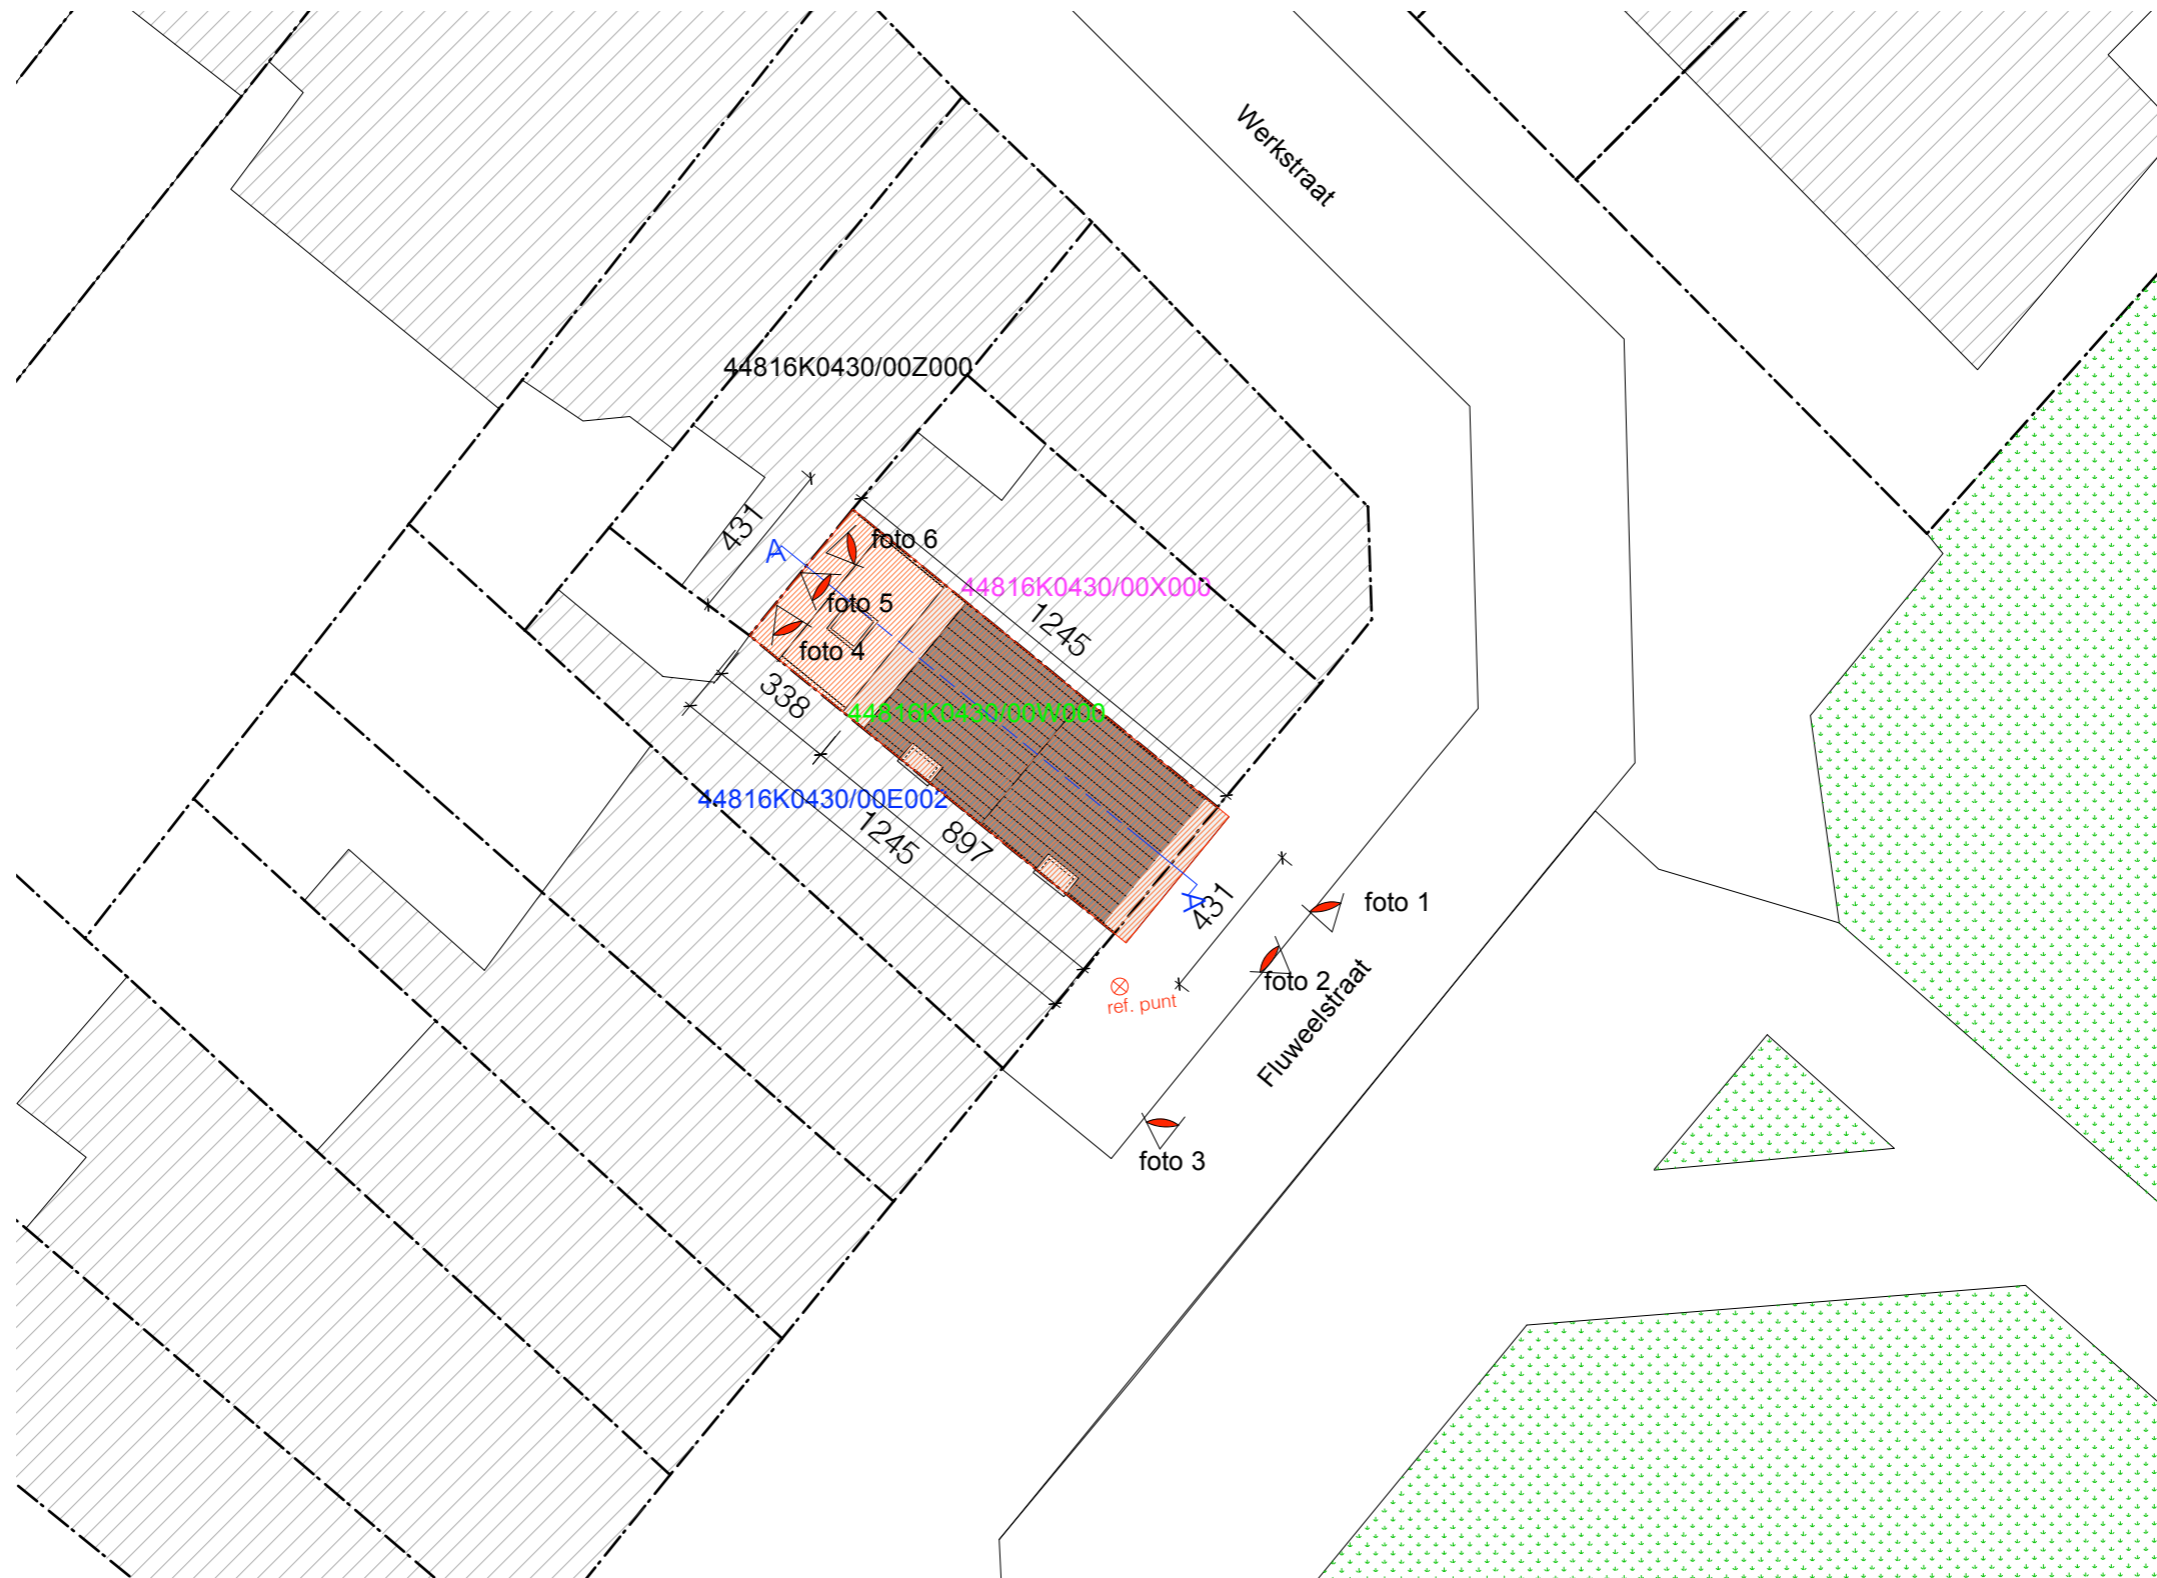 Werkstraat
44816K0430/00Z000
431
A
foto 6
44816K0430/00X000
foto 5
1245
foto 4
338
44816K0430/00W000
44816K0430/00E002
1245
897
A
431
foto 1
foto 2
ref. punt
Fluweelstraat
foto 3